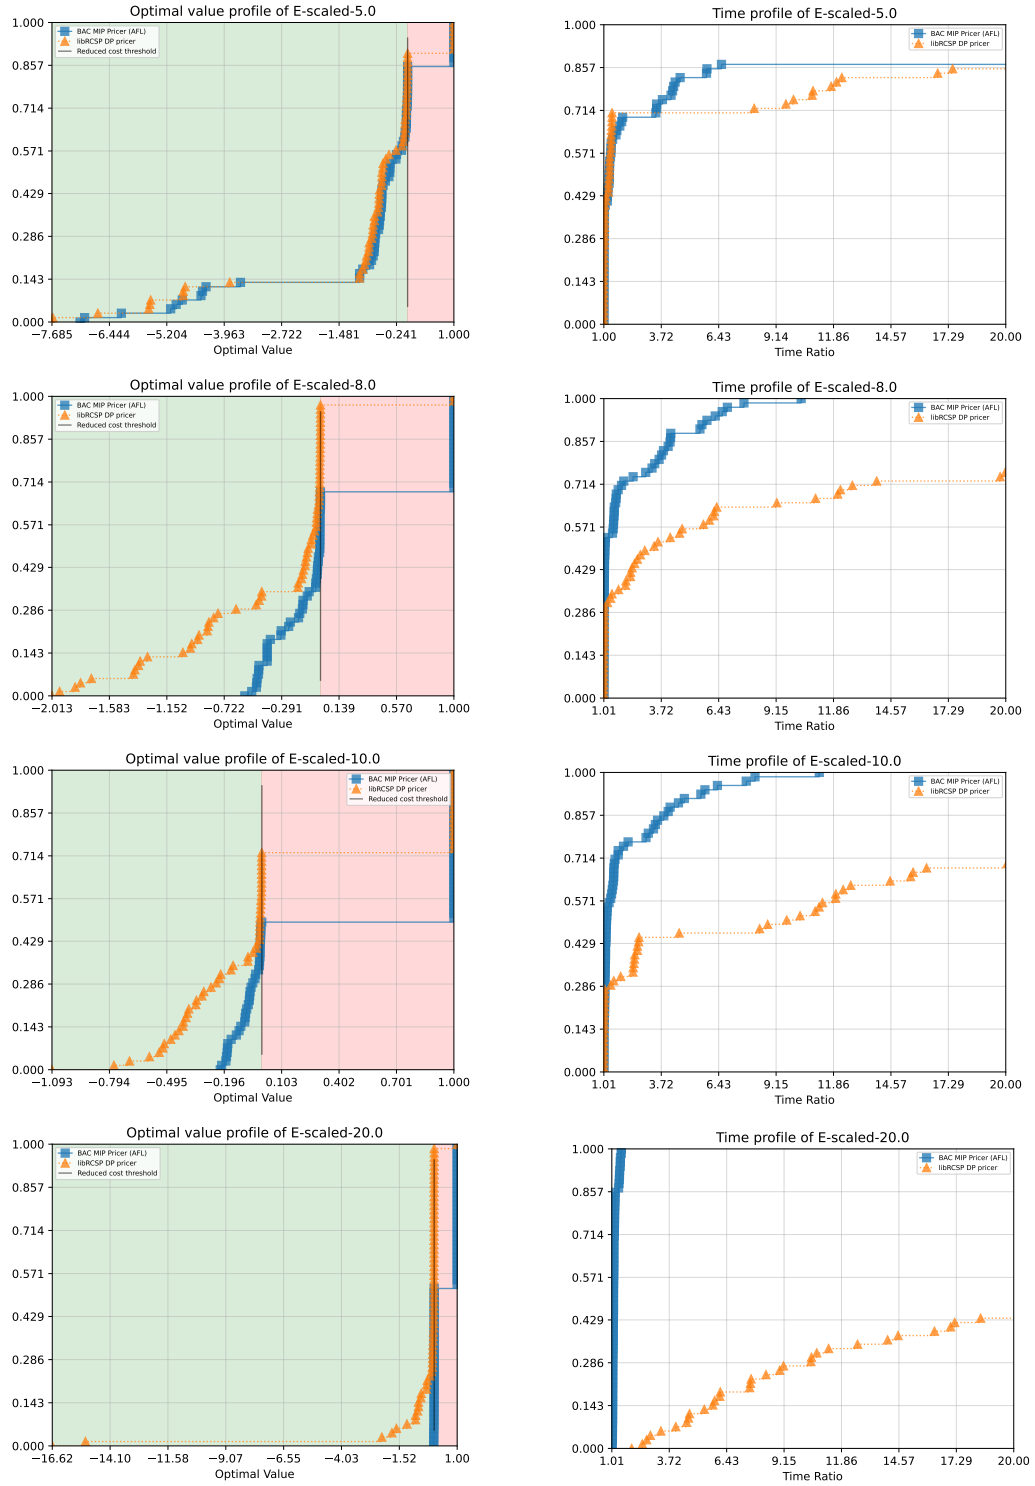 Optimal value profile of E-scaled-5.0
BAC MIP Pricer (AFL)
libRCSP DP pricer
Reduced cost threshold
0.000
0.143
0.286
0.429
0.571
0.714
0.857
1.000
−7.685 −6.444 −5.204 −3.963 −2.722 −1.481 −0.241 1.000
Optimal Value
Time profile of E-scaled-5.0
BAC MIP Pricer (AFL)
libRCSP DP pricer
0.000
0.143
0.286
0.429
0.571
0.714
0.857
1.000
1.00 3.72 6.43 9.14 11.86 14.57 17.29 20.00
Time Ratio
Optimal value profile of E-scaled-8.0
BAC MIP Pricer (AFL)
libRCSP DP pricer
Reduced cost threshold
0.000
0.143
0.286
0.429
0.571
0.714
0.857
1.000
−2.013 −1.583 −1.152 −0.722 −0.291 0.139 0.570 1.000
Optimal Value
Time profile of E-scaled-8.0
BAC MIP Pricer (AFL)
libRCSP DP pricer
0.000
0.143
0.286
0.429
0.571
0.714
0.857
1.000
1.01 3.72 6.43 9.15 11.86 14.57 17.29 20.00
Time Ratio
Optimal value profile of E-scaled-10.0
BAC MIP Pricer (AFL)
libRCSP DP pricer
Reduced cost threshold
0.000
0.143
0.286
0.429
0.571
0.714
0.857
1.000
−1.093 −0.794 −0.495 −0.196 0.103 0.402 0.701 1.000
Optimal Value
Time profile of E-scaled-10.0
BAC MIP Pricer (AFL)
libRCSP DP pricer
0.000
0.143
0.286
0.429
0.571
0.714
0.857
1.000
1.01 3.72 6.43 9.15 11.86 14.57 17.29 20.00
Time Ratio
Optimal value profile of E-scaled-20.0
BAC MIP Pricer (AFL)
libRCSP DP pricer
Reduced cost threshold
0.000
0.143
0.286
0.429
0.571
0.714
0.857
1.000
−16.62 −14.10 −11.58 −9.07 −6.55 −4.03 −1.52 1.00
Optimal Value
Time profile of E-scaled-20.0
BAC MIP Pricer (AFL)
libRCSP DP pricer
0.000
0.143
0.286
0.429
0.571
0.714
0.857
1.000
1.01 3.72 6.43 9.15 11.86 14.57 17.29 20.00
Time Ratio